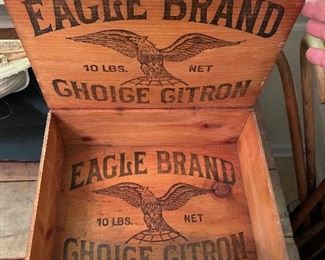 EAGLE BRAND
10 LBS. NET
CHOICE CITRON
EAGLE BRAND
10 LBS. NET
CHOICE CITRON